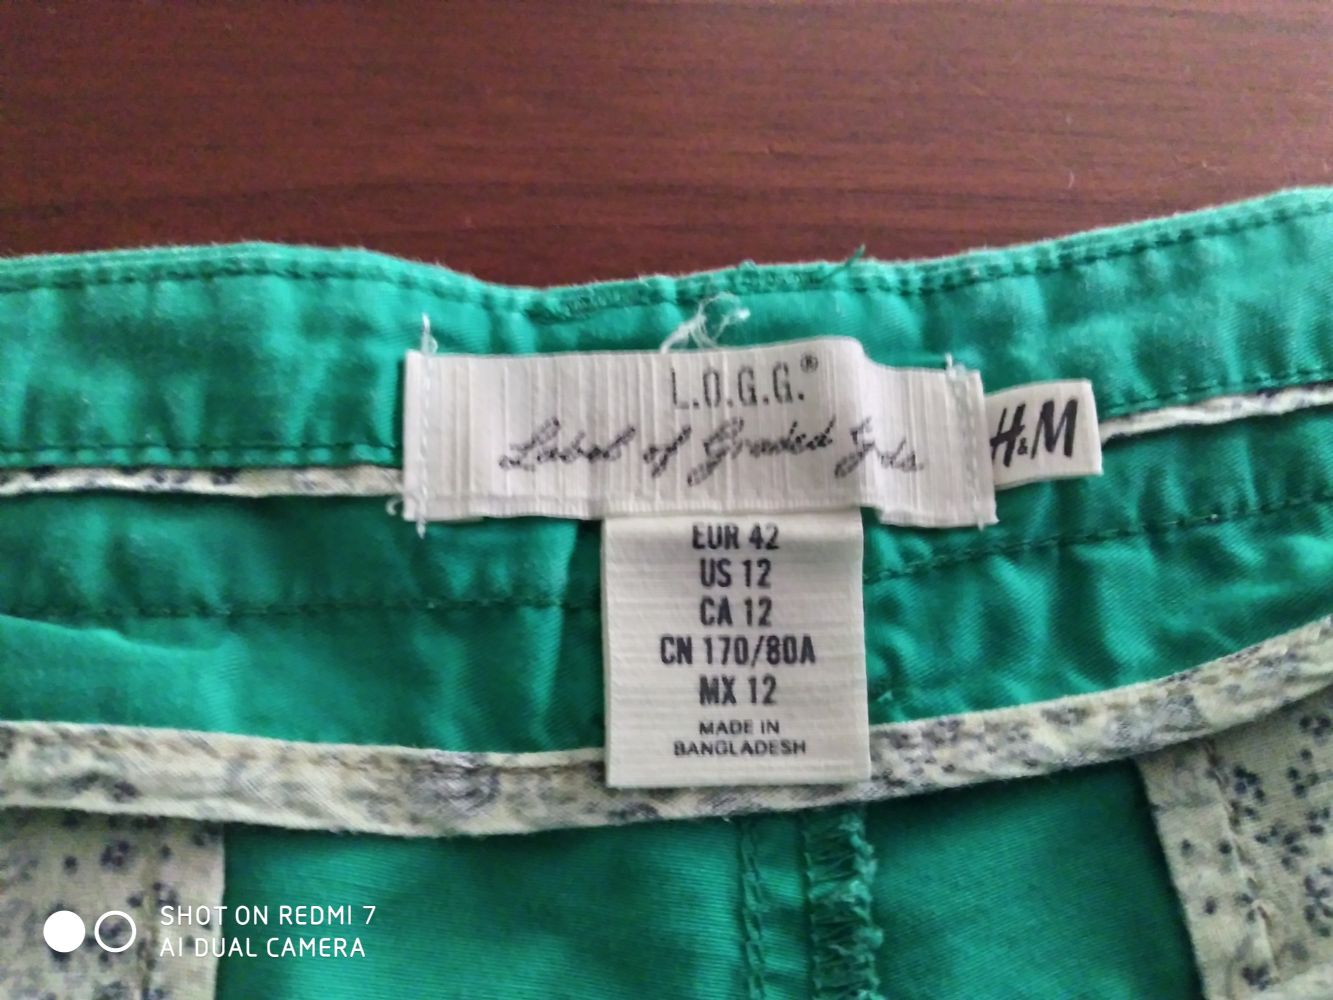 L.O.G.G.®
Label of Graded Gds
H&M
EUR 42
US 12
CA 12
CN 170/80A
MX 12
MADE IN
BANGLADESH
SHOT ON REDMI 7
AI DUAL CAMERA